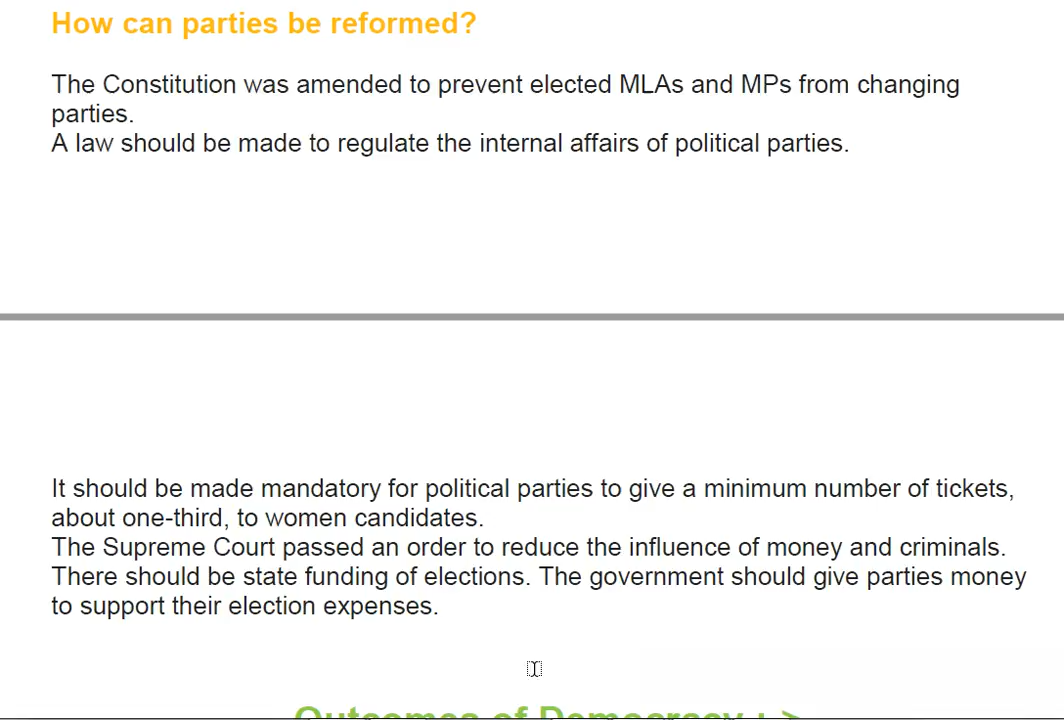 How can parties be reformed?
The Constitution was amended to prevent elected MLAs and MPs from changing
parties.
A law should be made to regulate the internal affairs of political parties.
It should be made mandatory for political parties to give a minimum number of tickets,
about one-third, to women candidates.
The Supreme Court passed an order to reduce the influence of money and criminals.
There should be state funding of elections. The government should give parties money
to support their election expenses.
Outcomes of Democracy